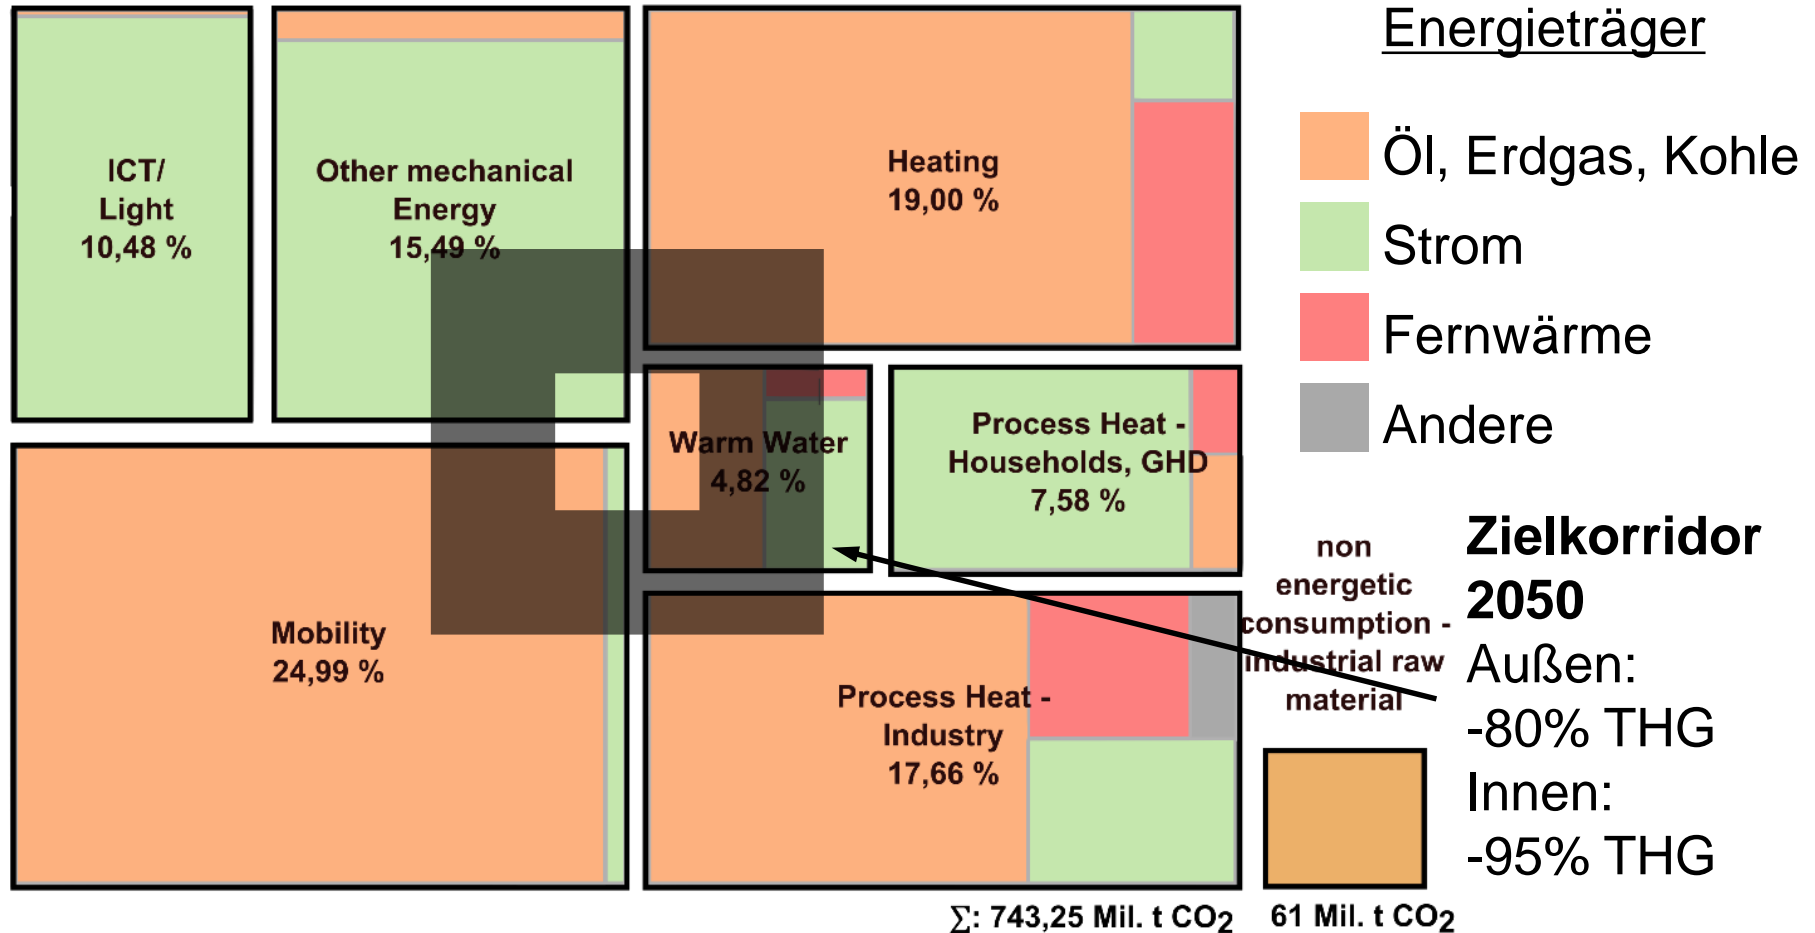 ICT/
Light
10,48 %
Other mechanical
Energy
15,49 %
Heating
19,00 %
Mobility
24,99 %
Warm Water
4,82 %
Process Heat -
Households, GHD
7,58 %
Process Heat -
Industry
17,66 %
Σ: 743,25 Mil. t CO2
non
energetic
consumption -
industrial raw
material
61 Mil. t CO2
Energieträger
Öl, Erdgas, Kohle
Strom
Fernwärme
Andere
Zielkorridor
2050
Außen:
-80% THG
Innen:
-95% THG